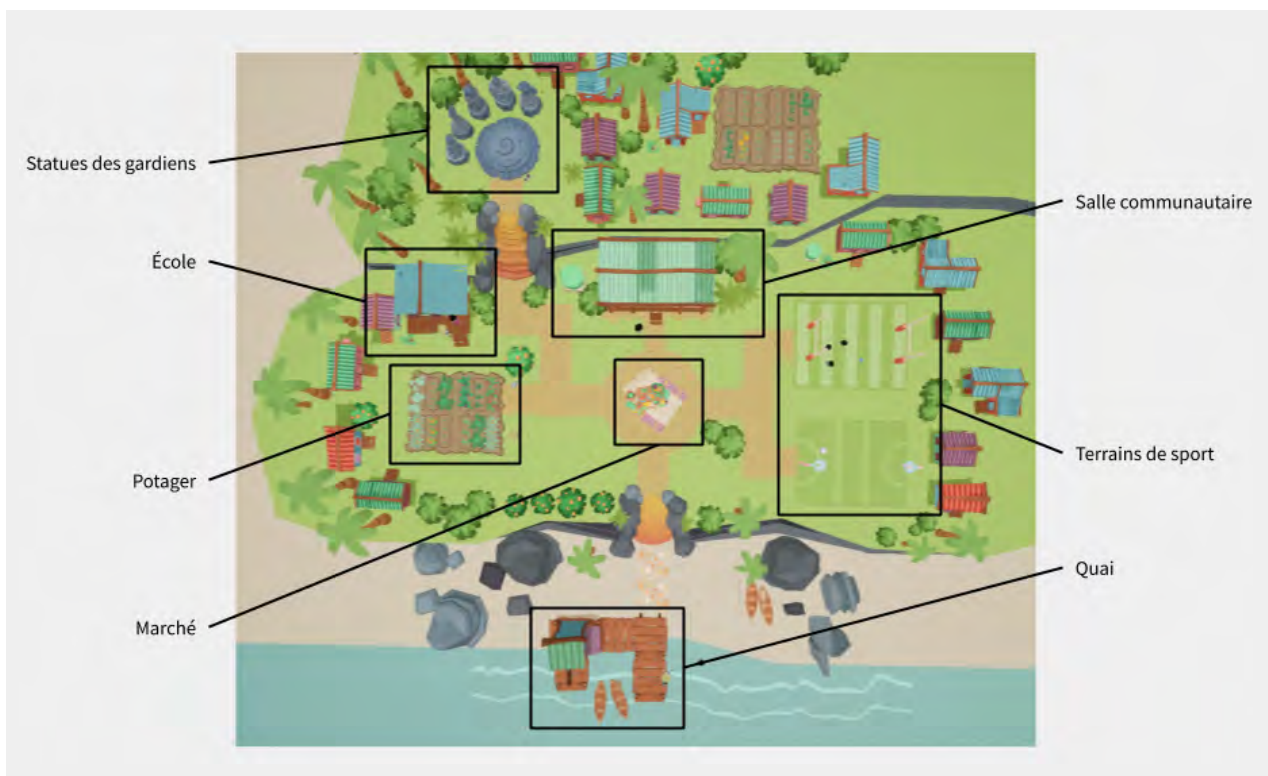 Statues des gardiens
Salle communautaire
École
Terrains de sport
Potager
Quai
Marché